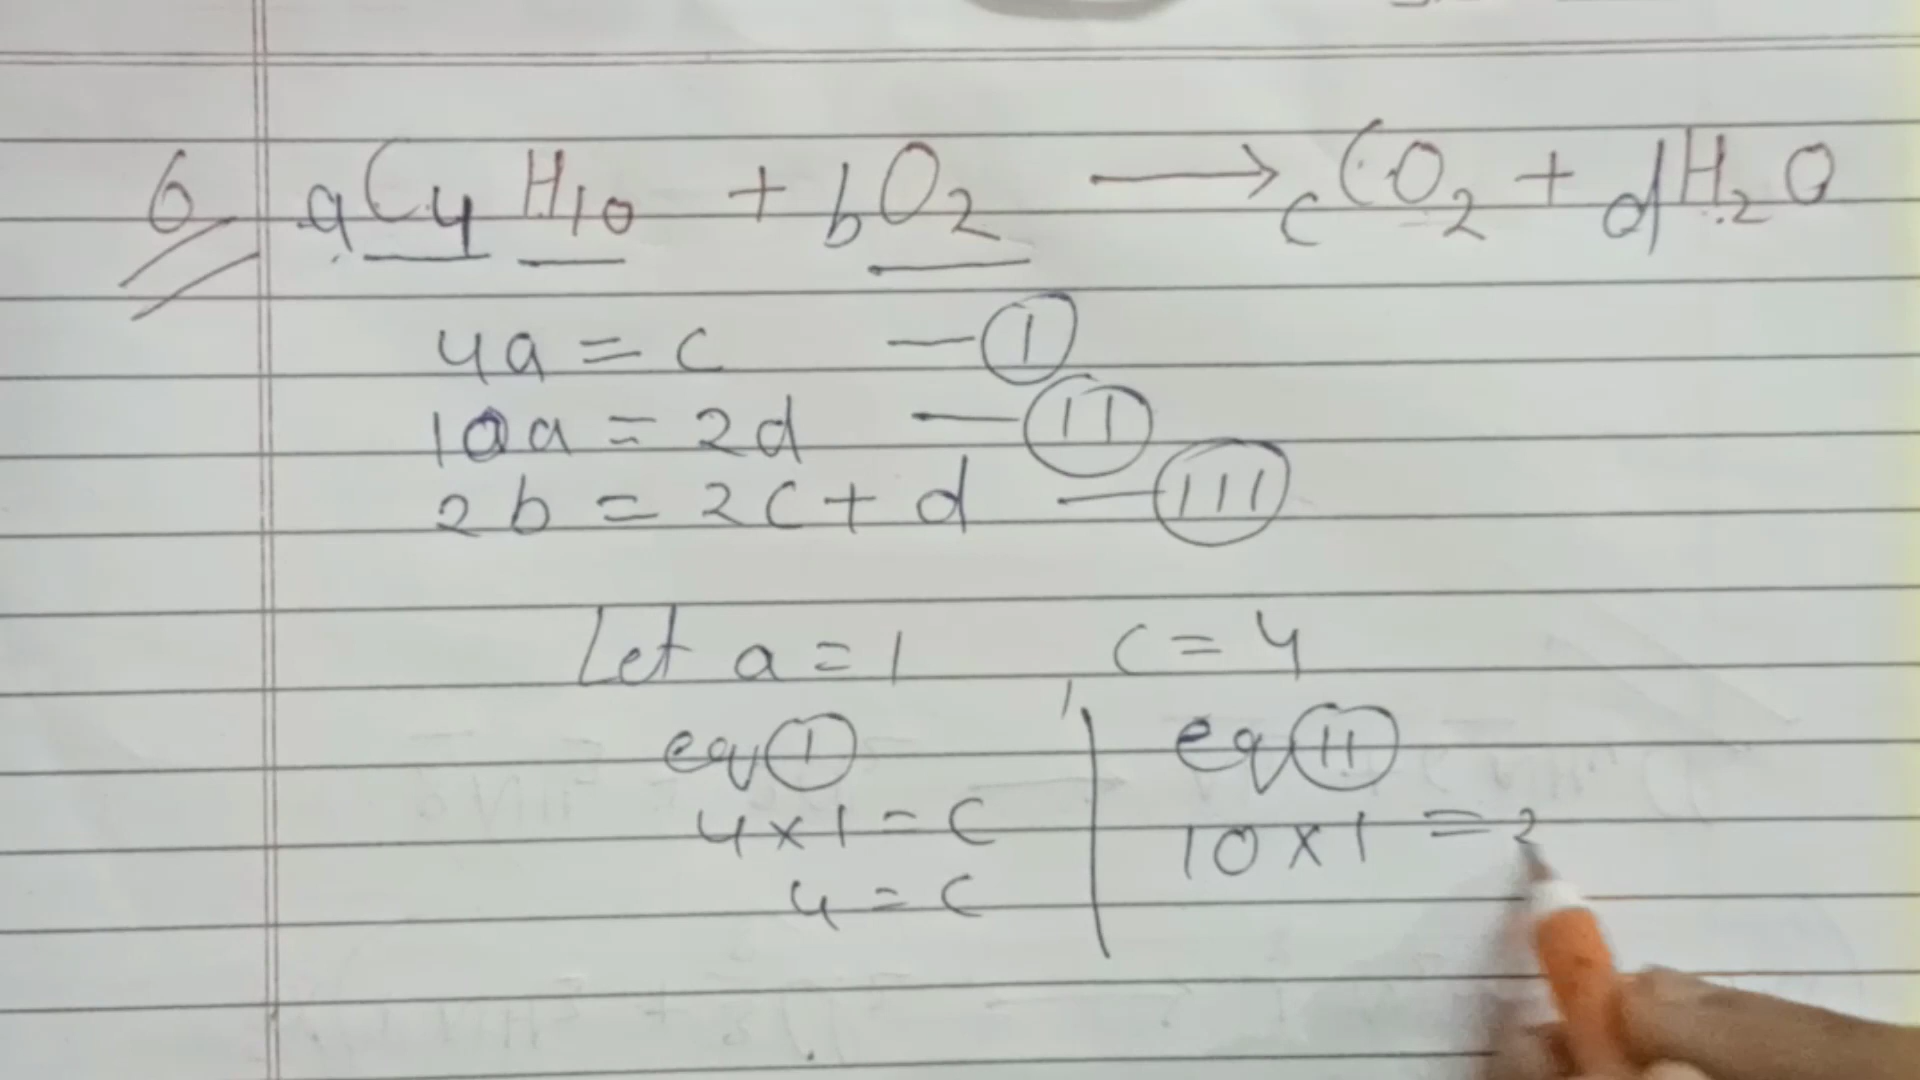 6 aC4H10 + bO2 → cCO2 + dH2O
4a = c — I
10a = 2d — II
2b = 2c + d — III
Let a = 1 c = 4
eq I eq II
4 × 1 = c 10 × 1 = 2
4 = c